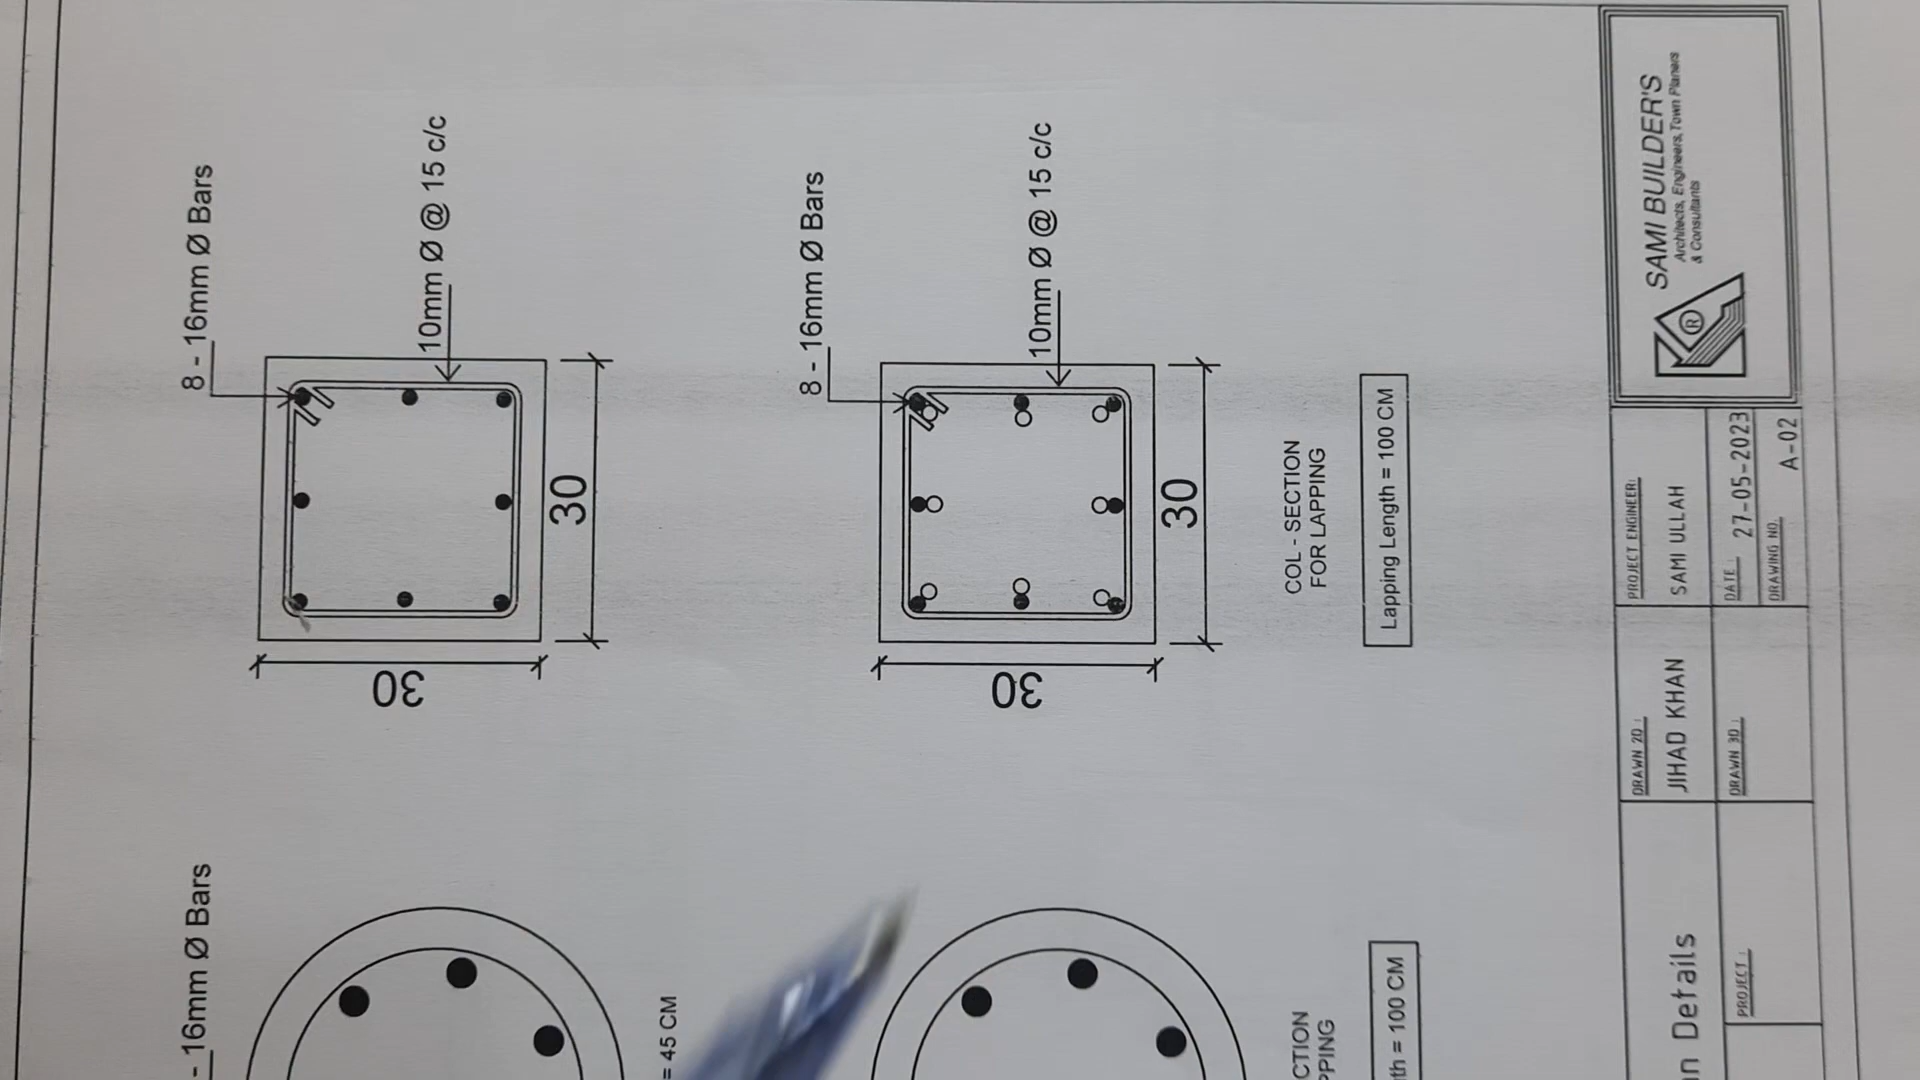 8 - 16mm Ø Bars
10mm Ø @ 15 c/c
30
30
8 - 16mm Ø Bars
10mm Ø @ 15 c/c
30
30
COL - SECTION
FOR LAPPING
Lapping Length = 100 CM
- 16mm Ø Bars
= 45 CM
CTION
PPING
th = 100 CM
SAMI BUILDER'S
Architects, Engineers, Town Planers
& Consultants
®
PROJECT ENGINEER:
SAMI ULLAH
DATE : 27-05-2023
DRAWING NO. A-02
DRAWN 2D :
JIHAD KHAN
DRAWN 3D :
n Details
PROJECT :